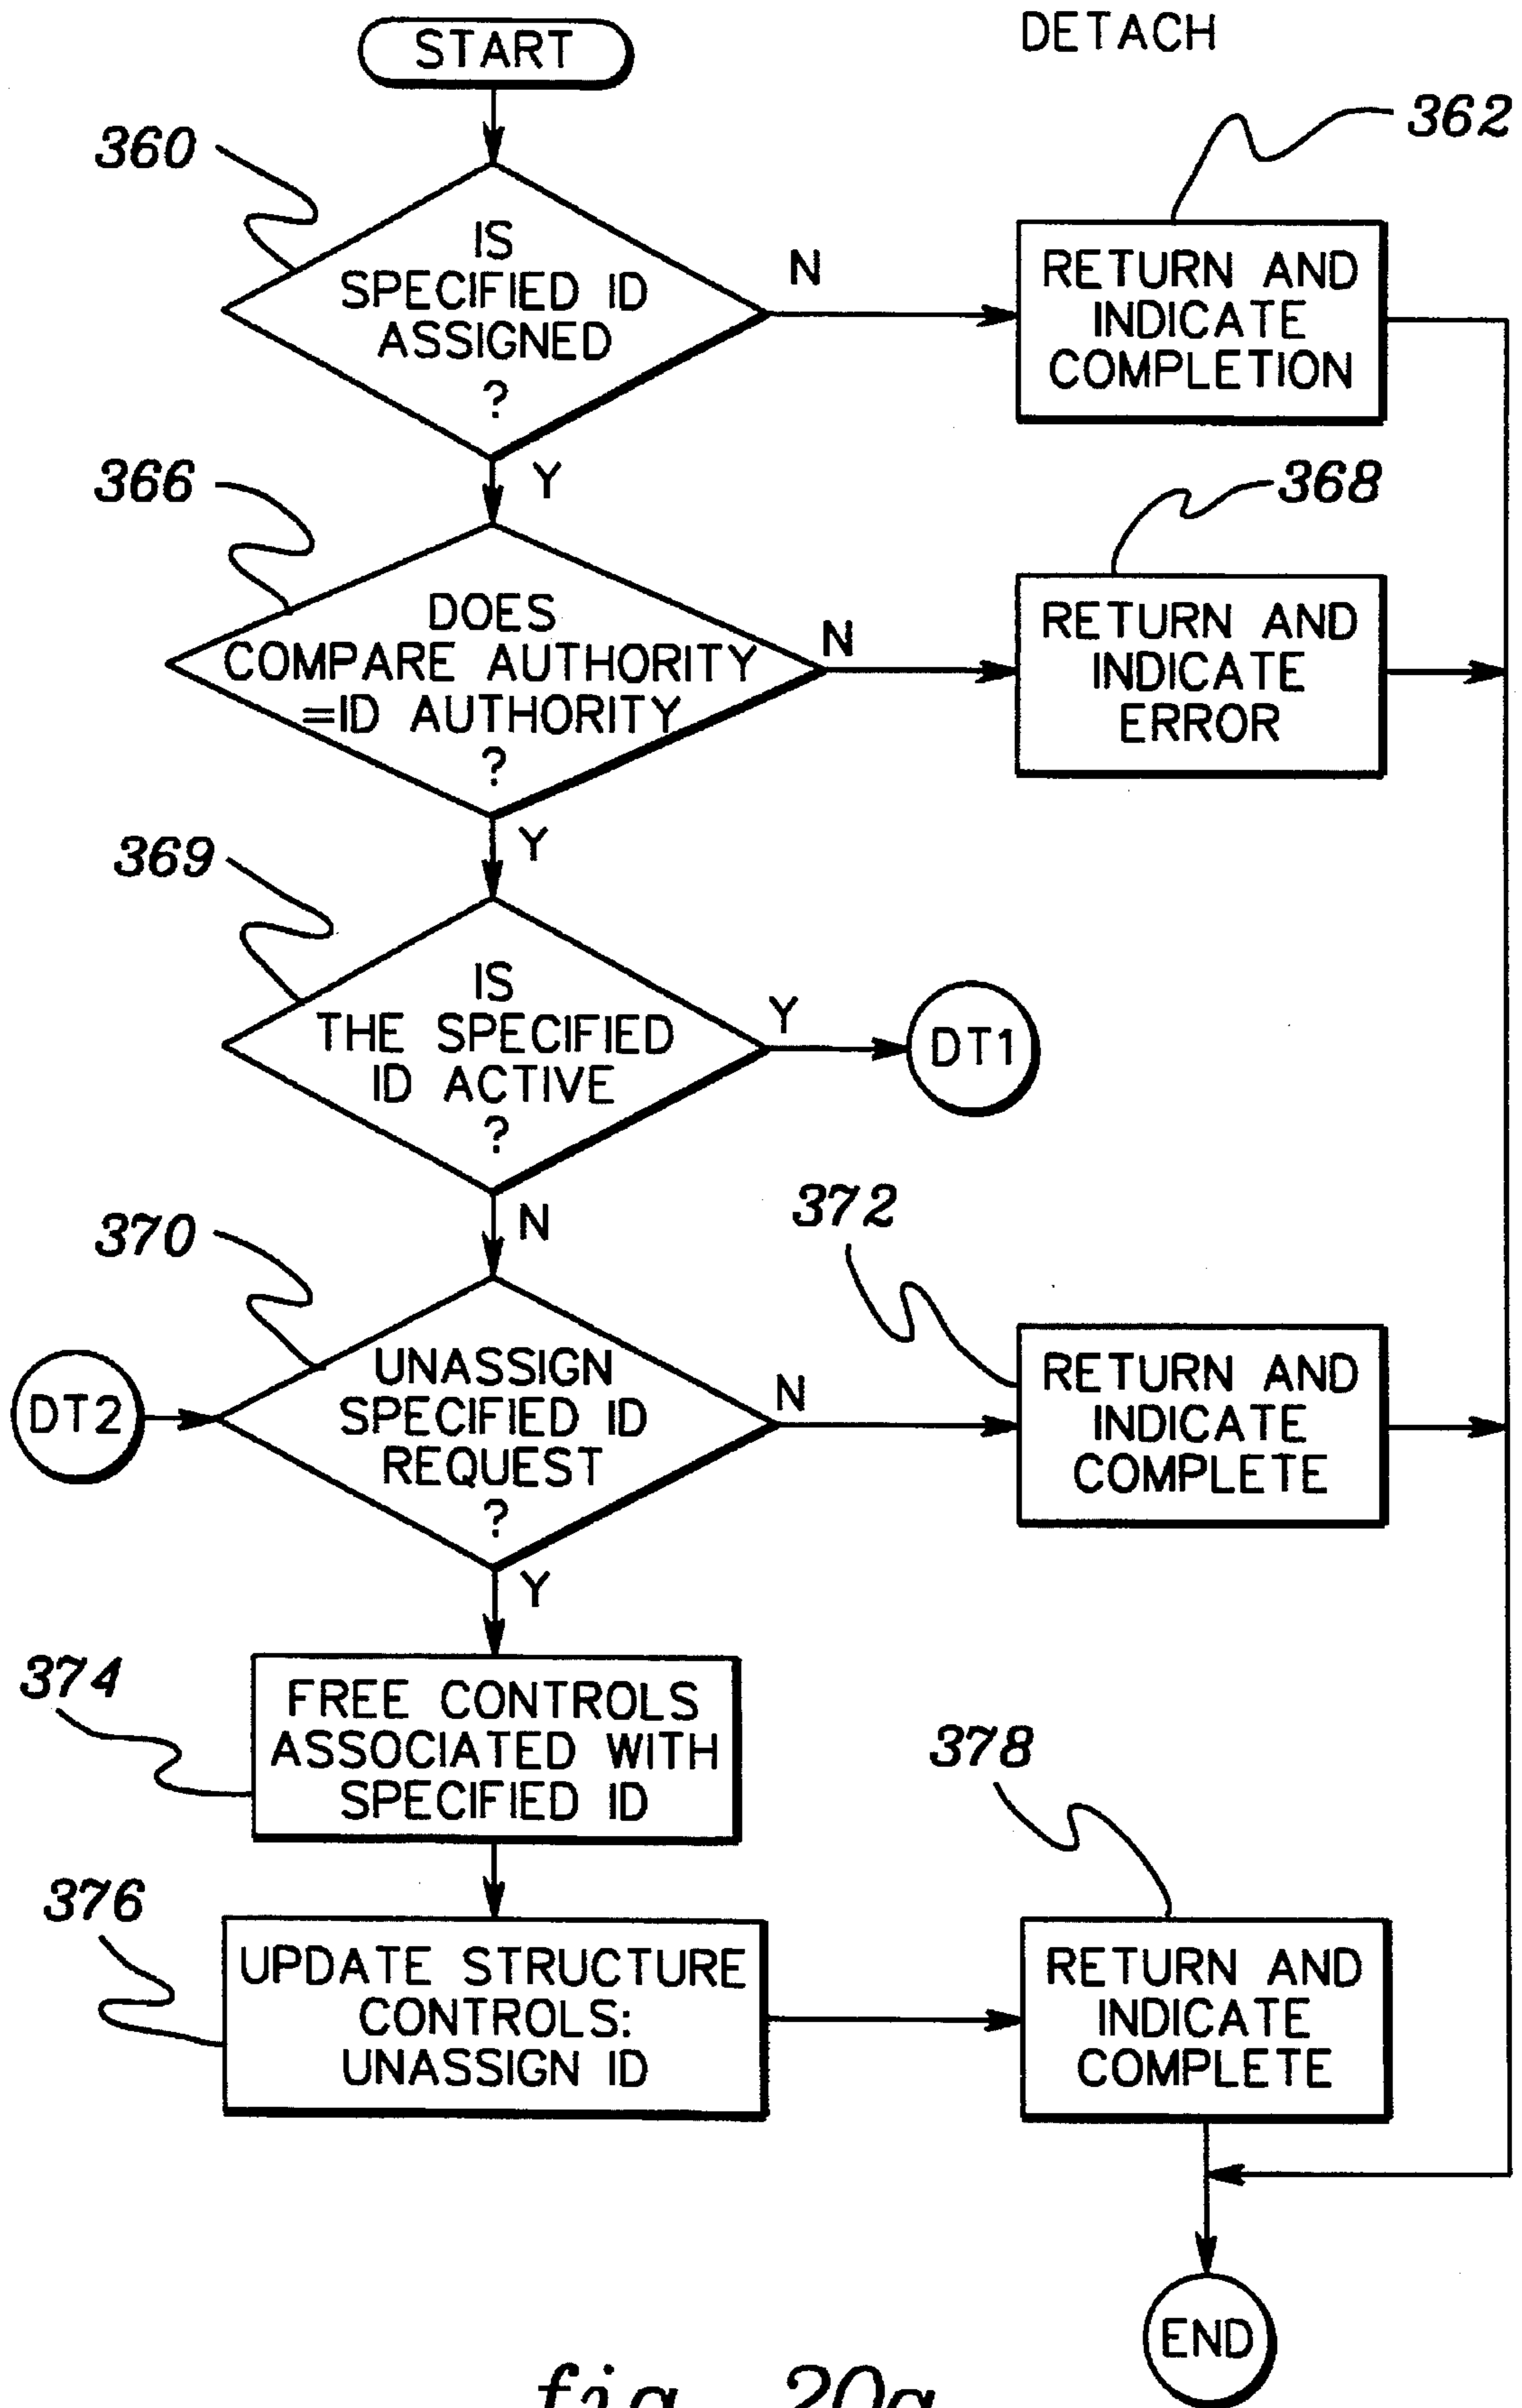 START
DETACH
360
362
IS
SPECIFIED ID
ASSIGNED
?
N
RETURN AND
INDICATE
COMPLETION
Y
366
368
DOES
COMPARE AUTHORITY
=ID AUTHORITY
?
N
RETURN AND
INDICATE
ERROR
Y
369
IS
THE SPECIFIED
ID ACTIVE
?
Y
DT1
N
370
372
DT2
UNASSIGN
SPECIFIED ID
REQUEST
?
N
RETURN AND
INDICATE
COMPLETE
Y
374
FREE CONTROLS
ASSOCIATED WITH
SPECIFIED ID
376
378
UPDATE STRUCTURE
CONTROLS:
UNASSIGN ID
RETURN AND
INDICATE
COMPLETE
END
fig. 20a